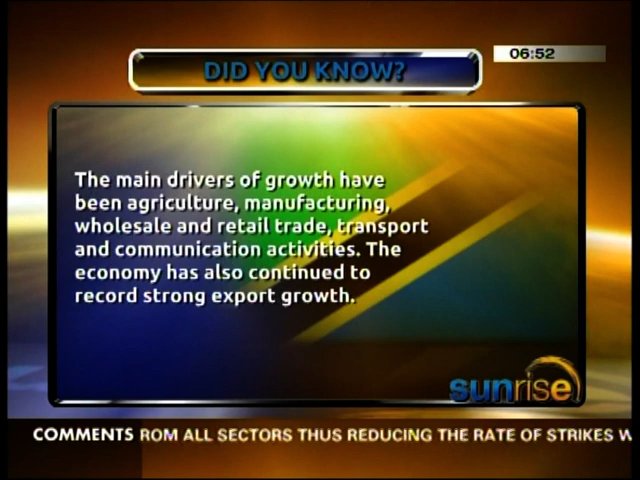 06:52
DID YOU KNOW?
The main drivers of growth have
been agriculture, manufacturing,
wholesale and retail trade, transport
and communication activities. The
economy has also continued to
record strong export growth.
sunrise
COMMENTS ROM ALL SECTORS THUS REDUCING THE RATE OF STRIKES W